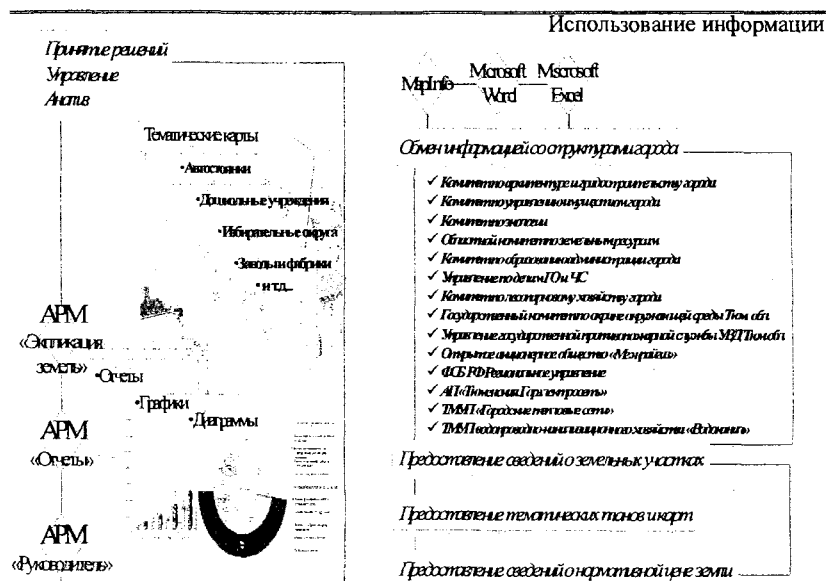 Использование информации
Принятие решений
Управление
Анализ
Тематические карты
•Автостоянки
•Дошкольные учреждения
•Избирательные округа
•Заводы и фабрики
•и т.д...
АРМ
«Экспликация
земель»
•Отчеты
•Графики
•Диаграммы
АРМ
«Отчеты»
АРМ
«Руководитель»
MapInfo
Microsoft
Word
Microsoft
Excel
Обмен информацией со структурами города
✓ Комитет по архитектуре и градостроительству города
✓ Комитет по управлению имуществом города
✓ Комитет по экологии
✓ Областной комитет по земельным ресурсам
✓ Комитет по образованию администрации города
✓ Управление по делам ГО и ЧС
✓ Комитет по лесопарковому хозяйству города
✓ Государственный комитет по охране окружающей среды Тюм обл.
✓ Управление государственной противопожарной службы УВД Тюм обл
✓ Открытое акционерное общество «Межрайгаз»
✓ ФСБ РФ Региональное управление
✓ АП «Тюменская Горэлектросеть»
✓ ТММП «Городские тепловые сети»
✓ ТММП водопроводно-канализационного хозяйства «Водоканал»
Предоставление сведений о земельных участках
Предоставление тематических планов и карт
Предоставление сведений о нормативной цене земли